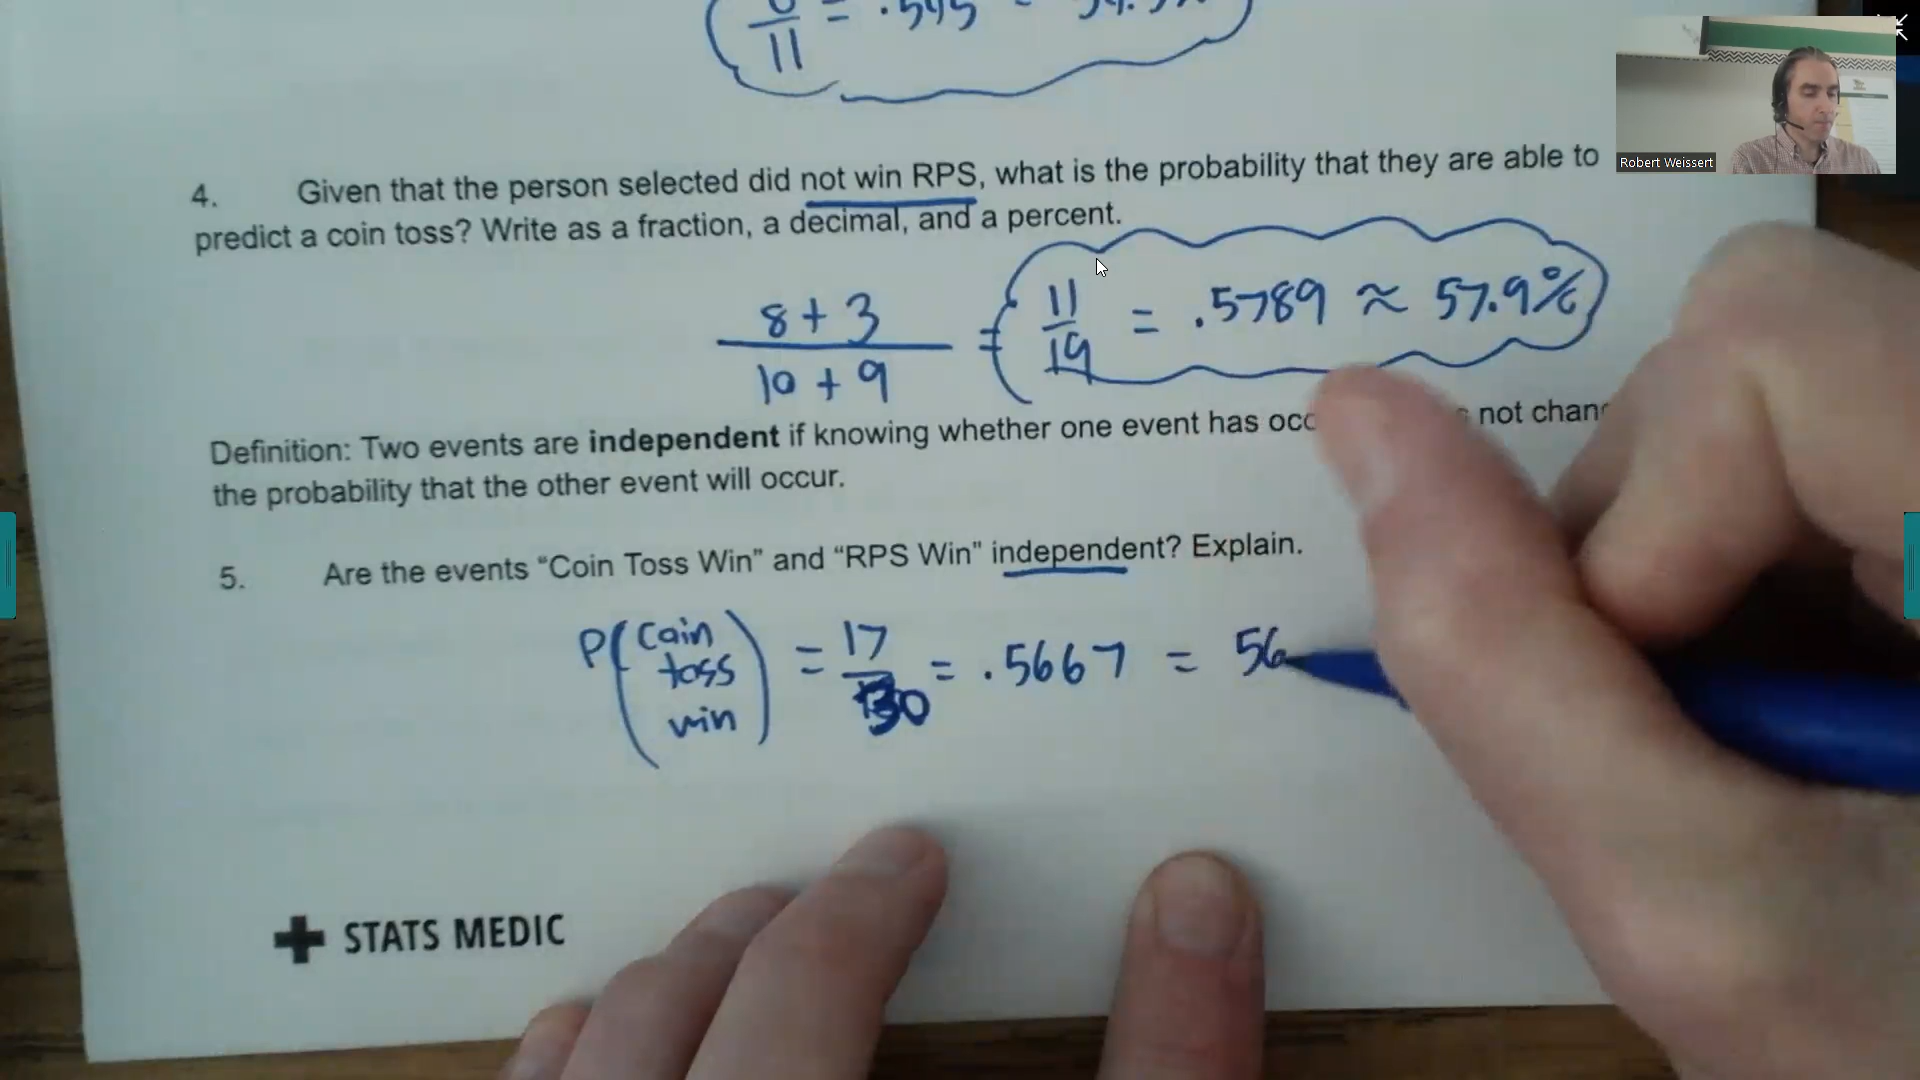 11 = .545
Robert Weissert
4. Given that the person selected did not win RPS, what is the probability that they are able to
predict a coin toss? Write as a fraction, a decimal, and a percent.
8 + 3
10 + 9
= 11/19 = .5789 ≈ 57.9%
Definition: Two events are independent if knowing whether one event has not
the probability that the other event will occur.
5. Are the events “Coin Toss Win” and “RPS Win” independent? Explain.
P(Coin toss win) = 17/30 = .5667 = 56
STATS MEDIC